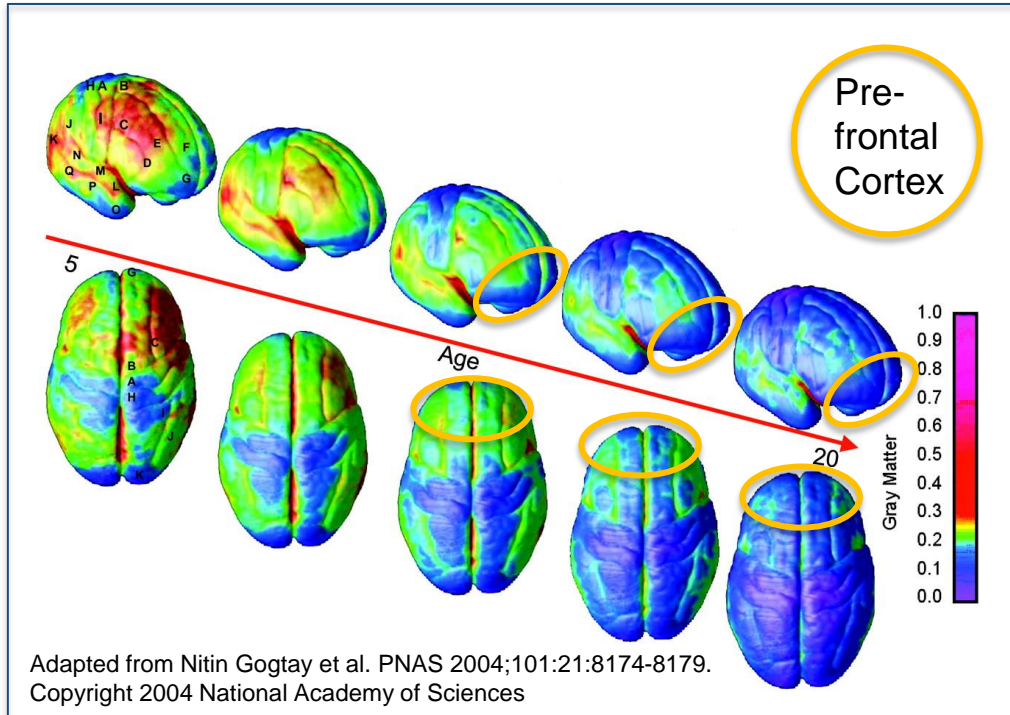 Pre-
frontal
Cortex
H A B
I C
J
K
E
F
N
D
Q
M
G
P
L
O
5
Age
20
G
C
B
A
H
I
J
K
1.0
0.9
0.8
0.7
0.6
0.5
0.4
0.3
0.2
0.1
0.0
Gray Matter
Adapted from Nitin Gogtay et al. PNAS 2004;101:21:8174-8179.
Copyright 2004 National Academy of Sciences